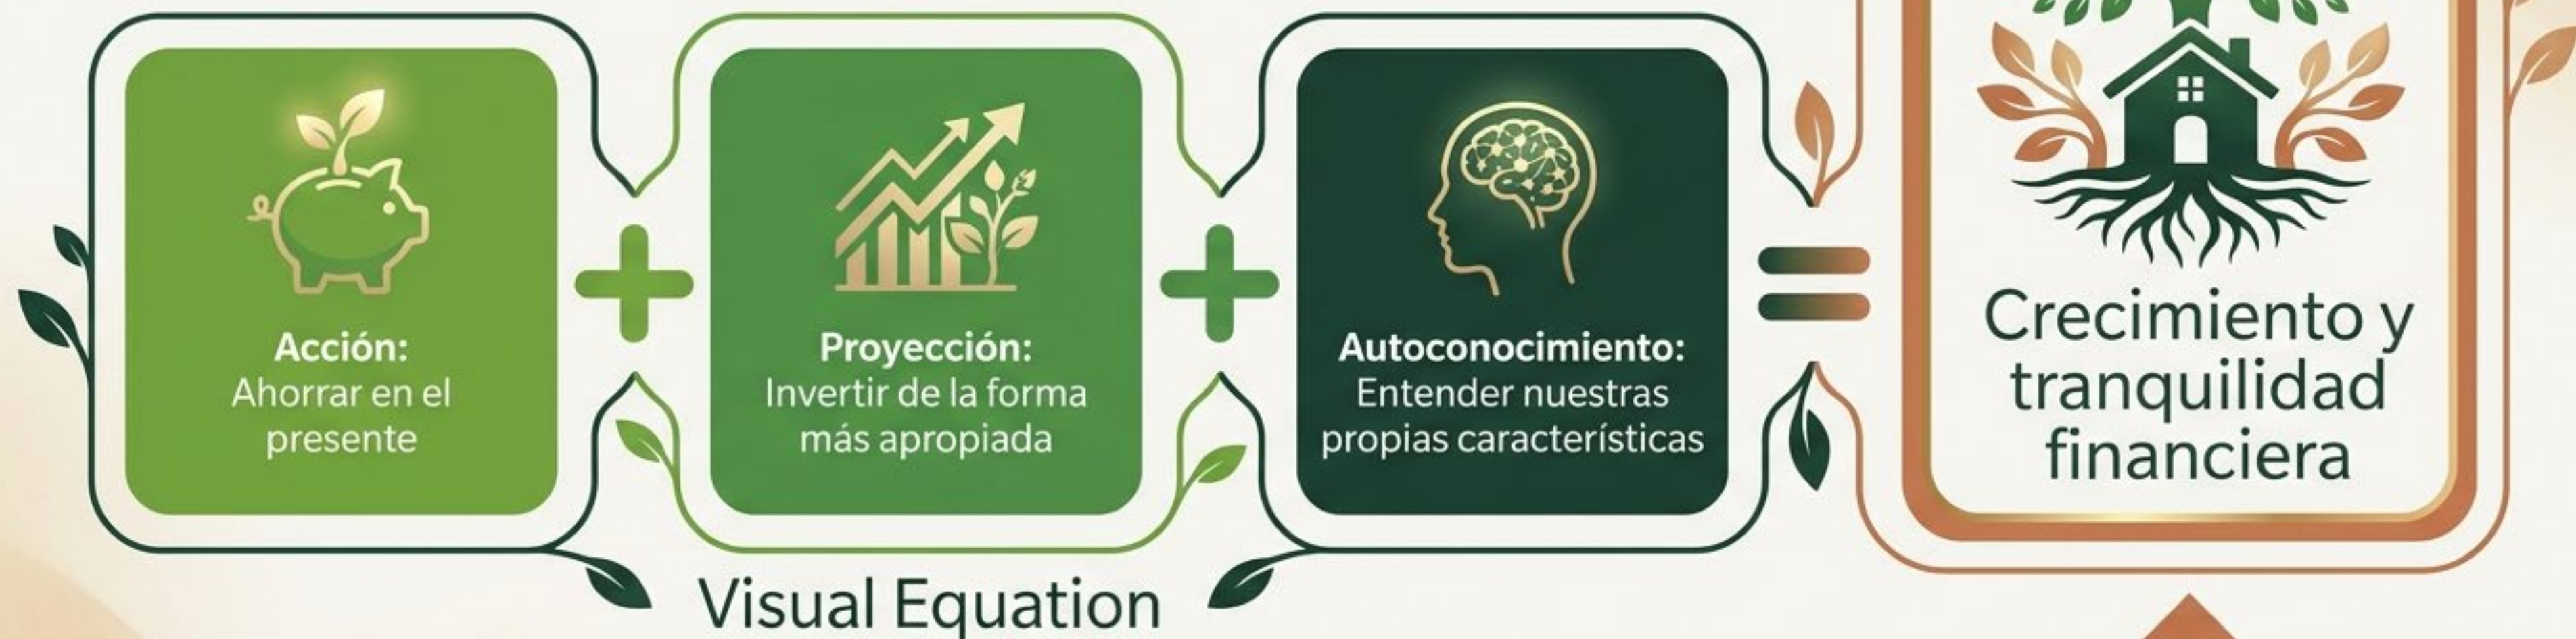 Acción:
Ahorrar en el
presente
Proyección:
Invertir de la forma
más apropiada
Autoconocimiento:
Entender nuestras
propias características
Crecimiento y
tranquilidad
financiera
Visual Equation